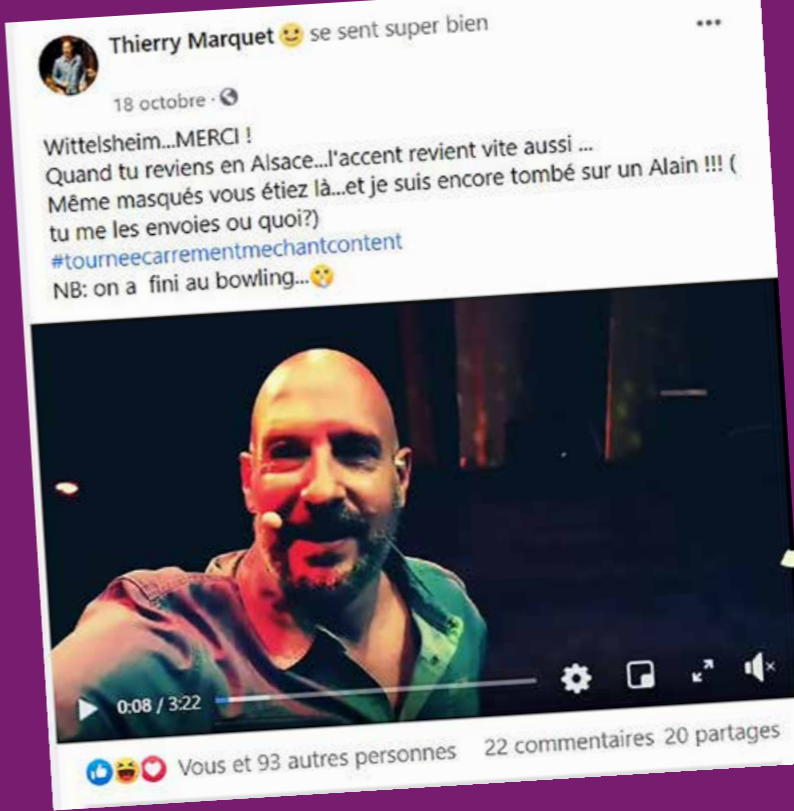 Thierry Marquet 🙂 se sent super bien
18 octobre ·
Wittelsheim...MERCI !
Quand tu reviens en Alsace...l'accent revient vite aussi ...
Même masqués vous étiez là...et je suis encore tombé sur un Alain !!! (
tu me les envoies ou quoi?)
#tourneecarrementmechantcontent
NB: on a fini au bowling...🤫
0:08 / 3:22
Vous et 93 autres personnes 22 commentaires 20 partages